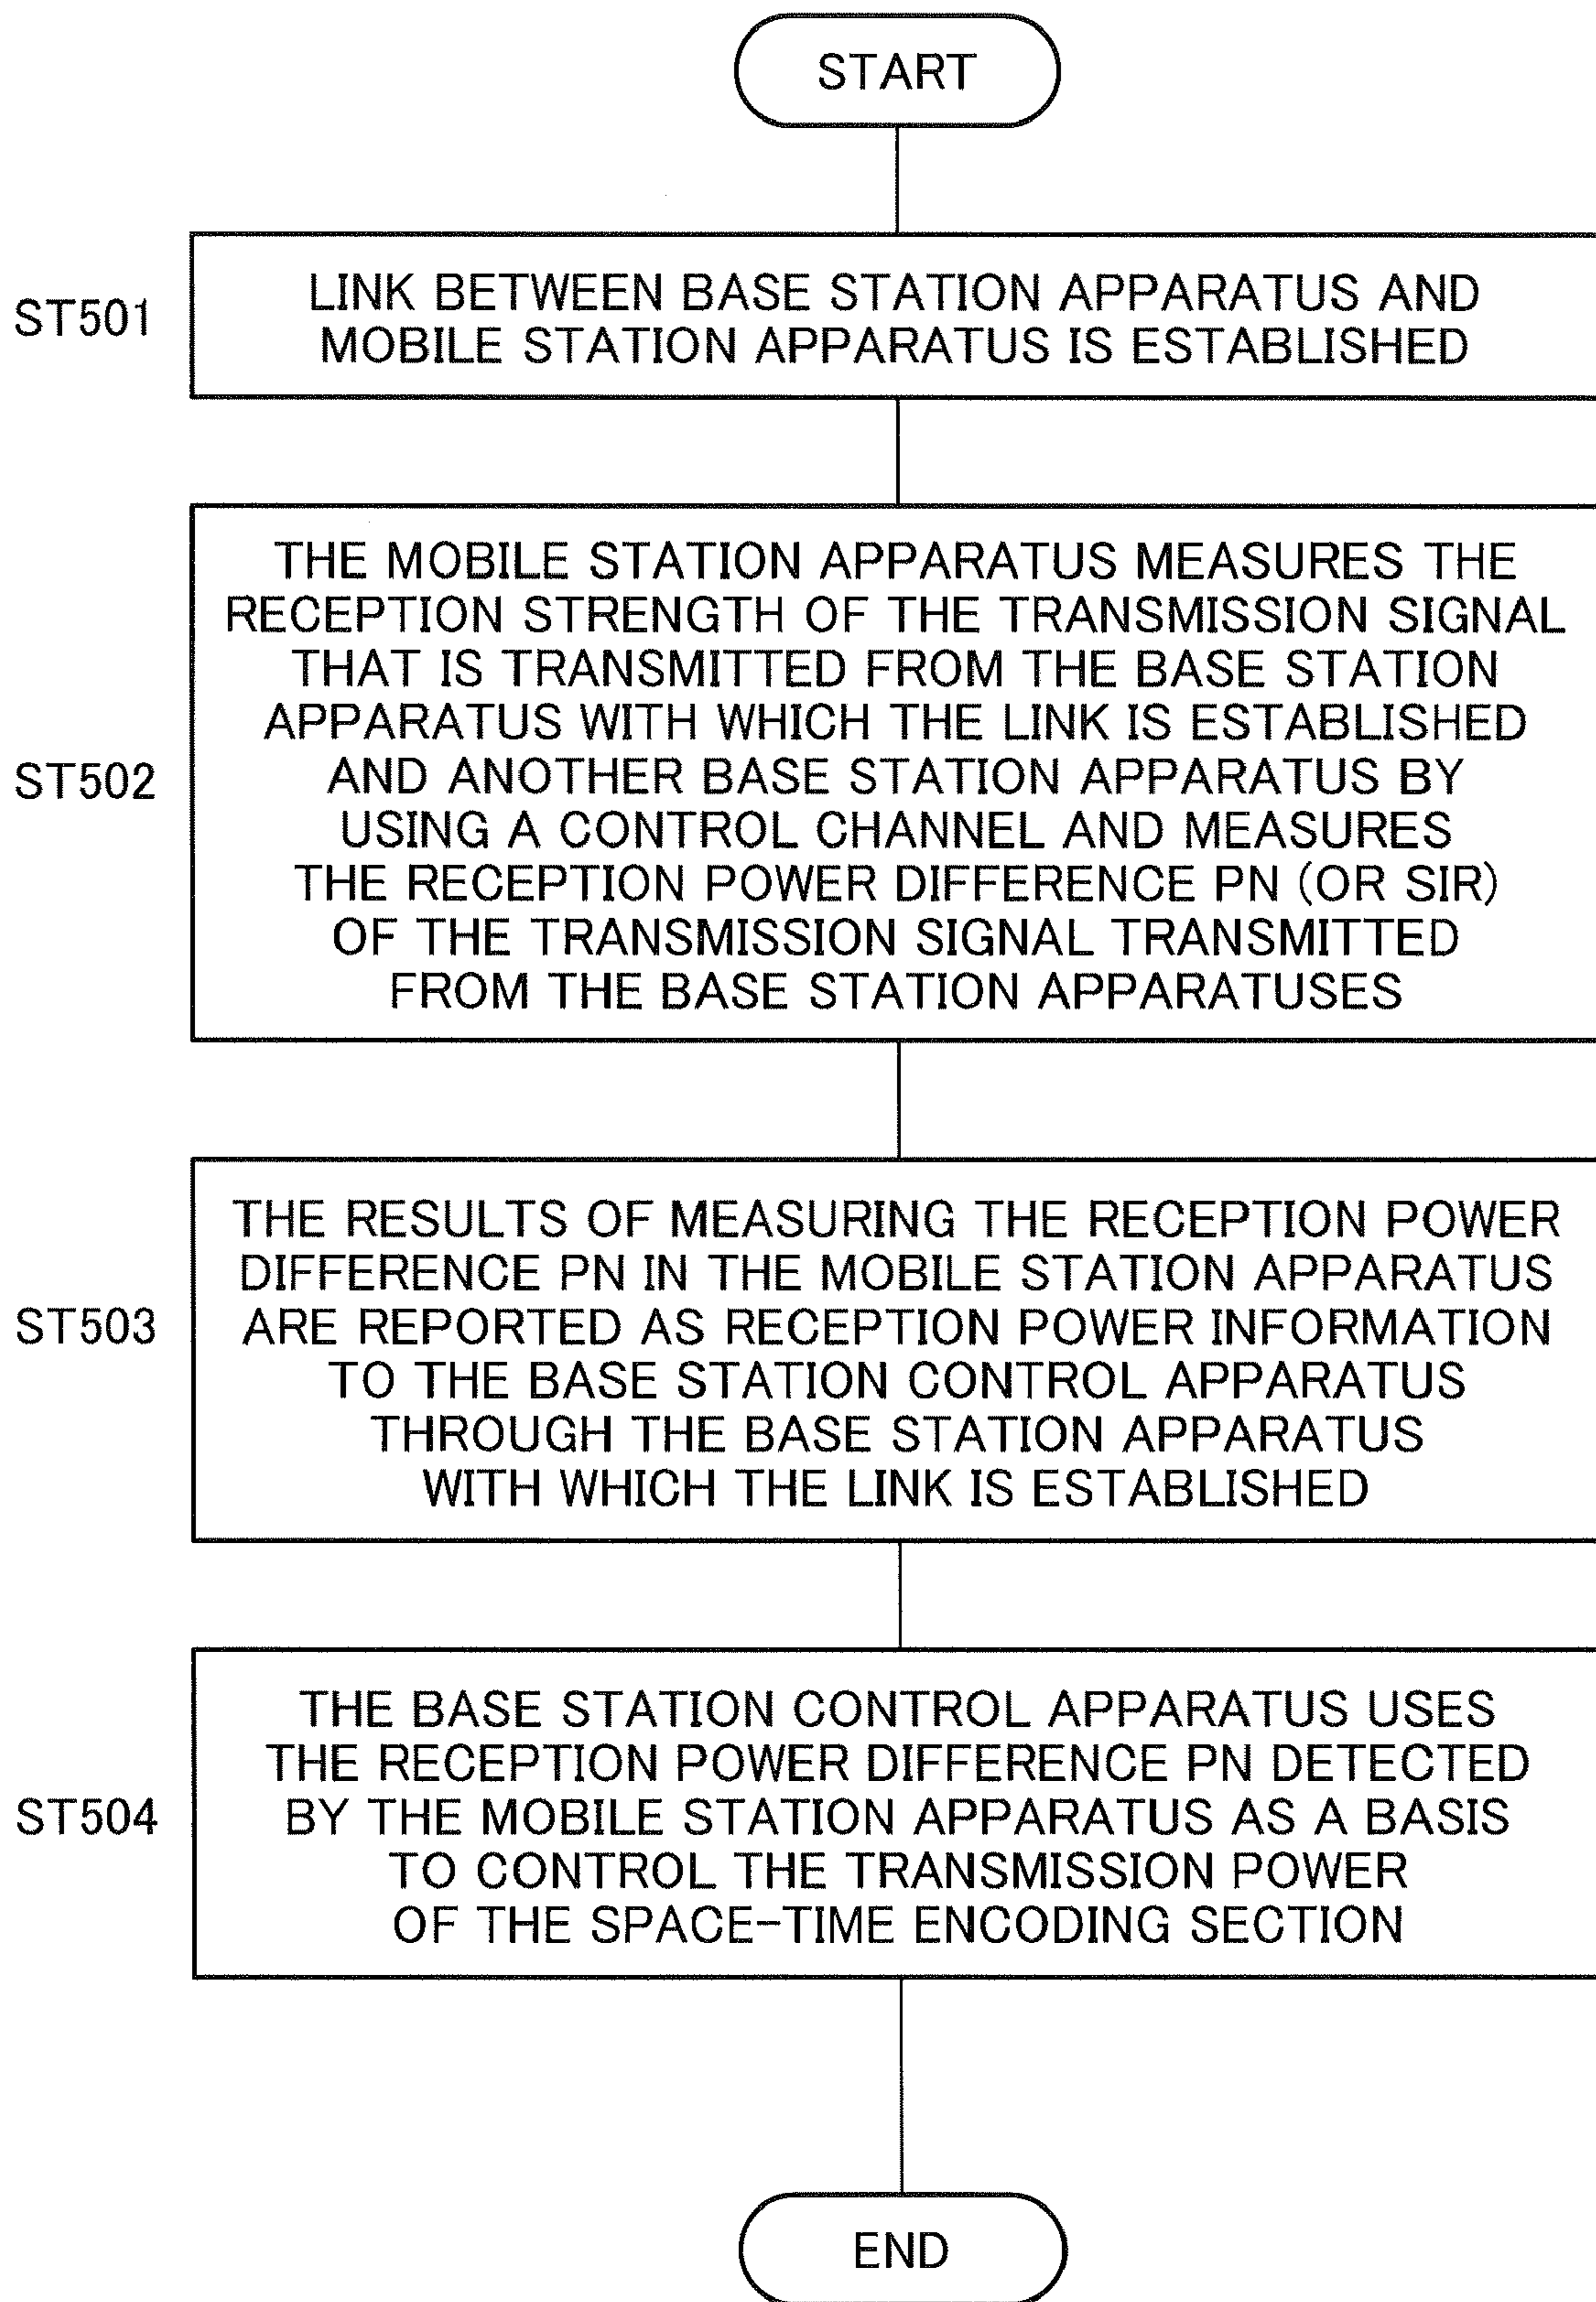 START
ST501
LINK BETWEEN BASE STATION APPARATUS AND
MOBILE STATION APPARATUS IS ESTABLISHED
ST502
THE MOBILE STATION APPARATUS MEASURES THE
RECEPTION STRENGTH OF THE TRANSMISSION SIGNAL
THAT IS TRANSMITTED FROM THE BASE STATION
APPARATUS WITH WHICH THE LINK IS ESTABLISHED
AND ANOTHER BASE STATION APPARATUS BY
USING A CONTROL CHANNEL AND MEASURES
THE RECEPTION POWER DIFFERENCE PN (OR SIR)
OF THE TRANSMISSION SIGNAL TRANSMITTED
FROM THE BASE STATION APPARATUSES
ST503
THE RESULTS OF MEASURING THE RECEPTION POWER
DIFFERENCE PN IN THE MOBILE STATION APPARATUS
ARE REPORTED AS RECEPTION POWER INFORMATION
TO THE BASE STATION CONTROL APPARATUS
THROUGH THE BASE STATION APPARATUS
WITH WHICH THE LINK IS ESTABLISHED
ST504
THE BASE STATION CONTROL APPARATUS USES
THE RECEPTION POWER DIFFERENCE PN DETECTED
BY THE MOBILE STATION APPARATUS AS A BASIS
TO CONTROL THE TRANSMISSION POWER
OF THE SPACE-TIME ENCODING SECTION
END